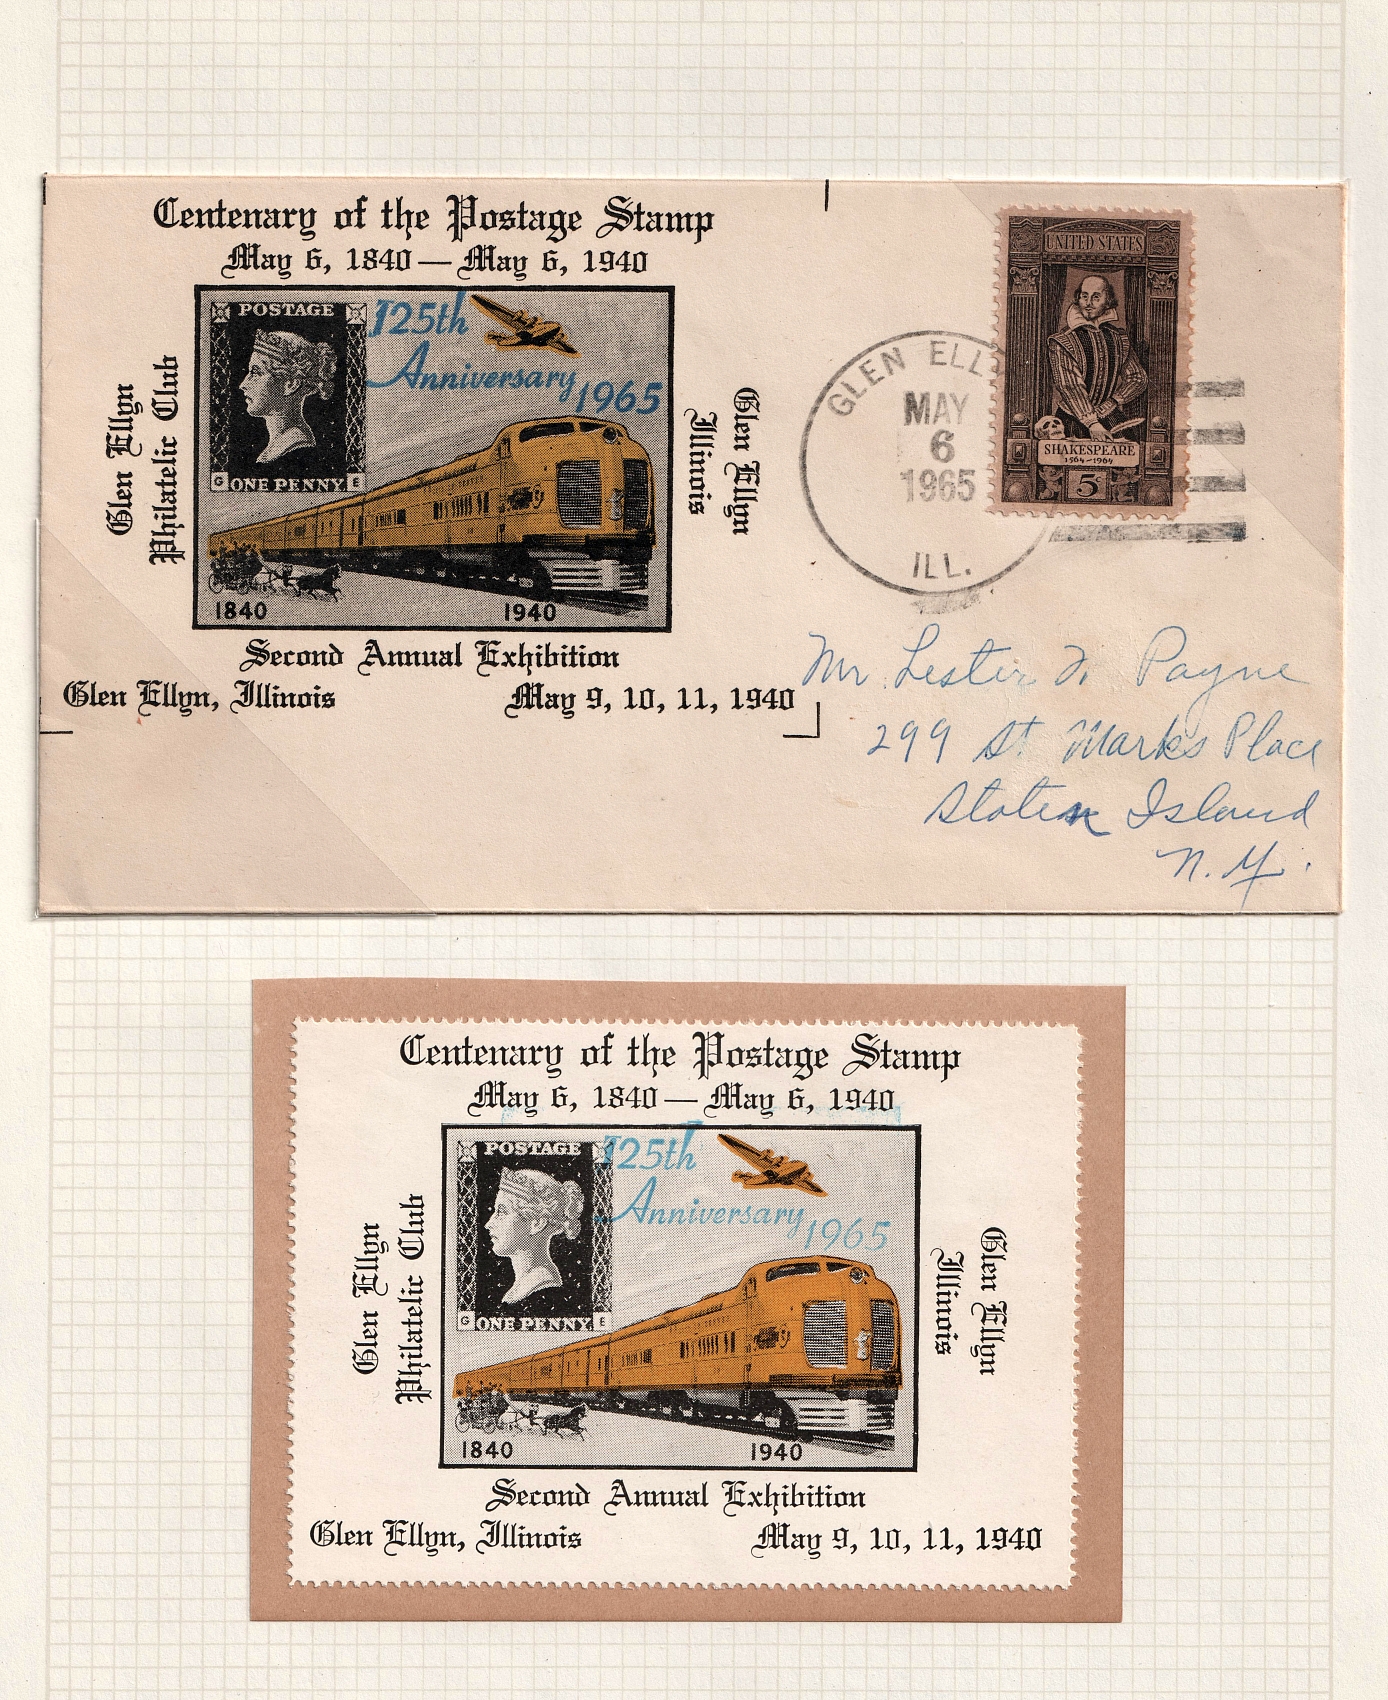 Centenary of the Postage Stamp
May 6, 1840 — May 6, 1940
Glen Ellyn
Philatelic Club
POSTAGE
G ONE PENNY E
125th
Anniversary
1965
1840
1940
Glen Ellyn
Illinois
Second Annual Exhibition
Glen Ellyn, Illinois May 9, 10, 11, 1940
GLEN ELL
MAY
6
1965
ILL.
UNITED STATES
SHAKESPEARE
1564-1964
5c
Mr. Lester F. Payne
299 St Marks Place
Staten Island
N.Y.
Centenary of the Postage Stamp
May 6, 1840 — May 6, 1940
Glen Ellyn
Philatelic Club
POSTAGE
G ONE PENNY E
125th
Anniversary
1965
1840
1940
Glen Ellyn
Illinois
Second Annual Exhibition
Glen Ellyn, Illinois May 9, 10, 11, 1940